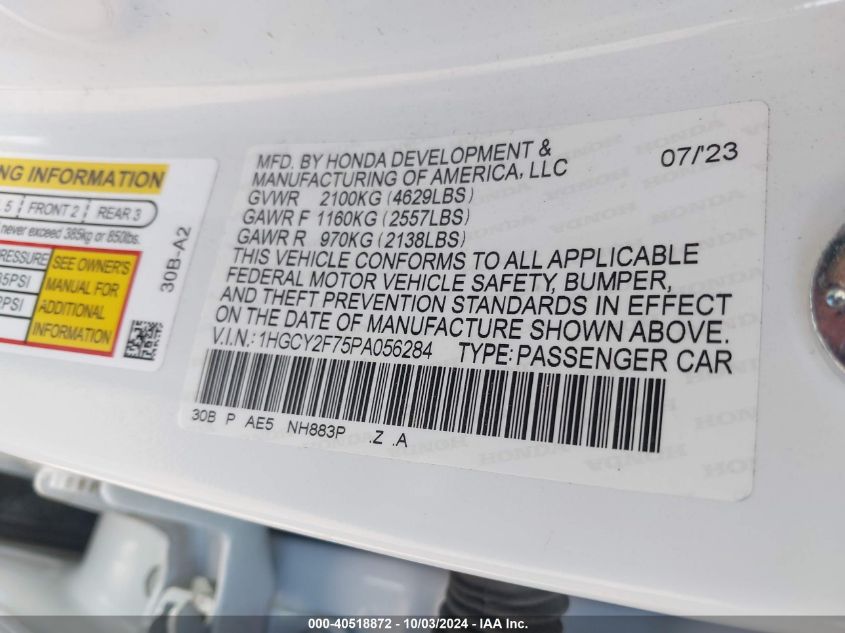 NG INFORMATION
5 FRONT 2 REAR 3
never exceed 385kg or 850lbs.
PRESSURE
35PSI
PSI
SEE OWNER'S
MANUAL FOR
ADDITIONAL
INFORMATION
30B-A2
MFD. BY HONDA DEVELOPMENT &
MANUFACTURING OF AMERICA, LLC
07/'23
GVWR 2100KG (4629LBS)
GAWR F 1160KG (2557LBS)
GAWR R 970KG (2138LBS)
THIS VEHICLE CONFORMS TO ALL APPLICABLE
FEDERAL MOTOR VEHICLE SAFETY, BUMPER,
AND THEFT PREVENTION STANDARDS IN EFFECT
ON THE DATE OF MANUFACTURE SHOWN ABOVE.
V.I.N.: 1HGCY2F75PA056284 TYPE: PASSENGER CAR
30B P AE5 NH883P .Z .A
©-40518872 - 10/03/2024 - IAA Inc.